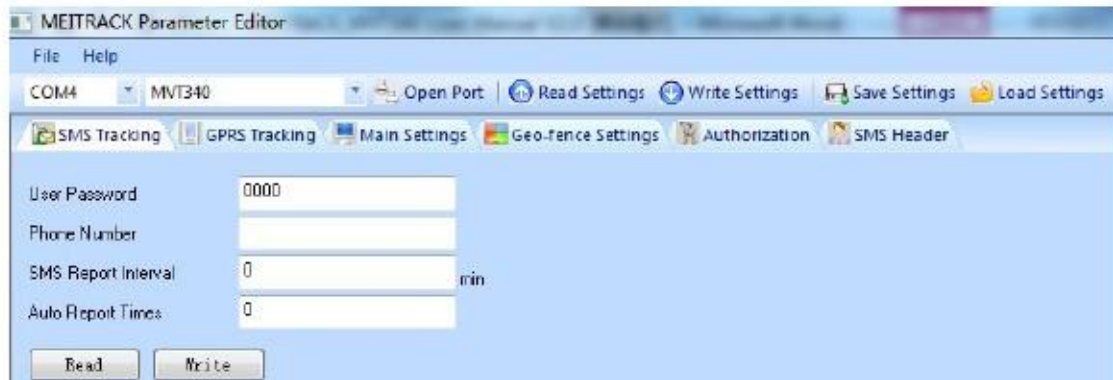 MEITRACK Parameter Editor
File Help
COM4 MVT340 Open Port Read Settings Write Settings Save Settings Load Settings
SMS Tracking GPRS Tracking Main Settings Geo-fence Settings Authorization SMS Header
User Password 0000
Phone Number
SMS Report Interval 0 min
Auto Report Times 0
Read Write